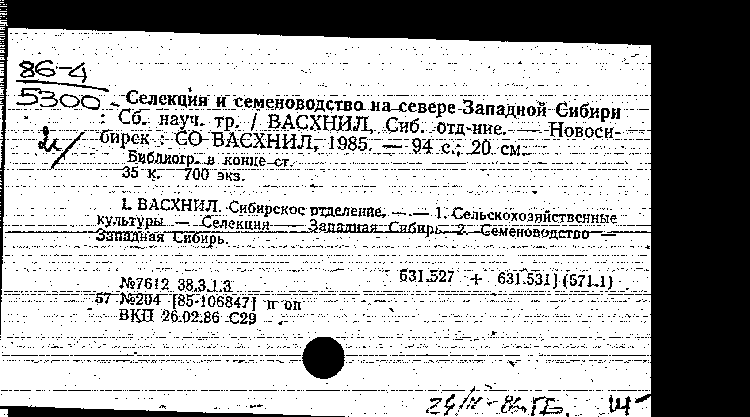 86-4
5300
Селекция и семеноводство на севере Западной Сибири
: Сб. науч. тр. / ВАСХНИЛ, Сиб. отд-ние. — Новоси-
бирск : СО ВАСХНИЛ, 1985. — 94 с.; 20 см.
Библиогр. в конце ст.
35 к. 700 экз.
1. ВАСХНИЛ. Сибирское отделение. — — 1. Сельскохозяйственные
культуры — Селекция — Западная Сибирь. 2. Семеноводство —
Западная Сибирь.
631.527 + 631.531] (571.1)
№7612 38.3.1.3
57 №204 [85-106847] п оп
ВКП 26.02.86 С29